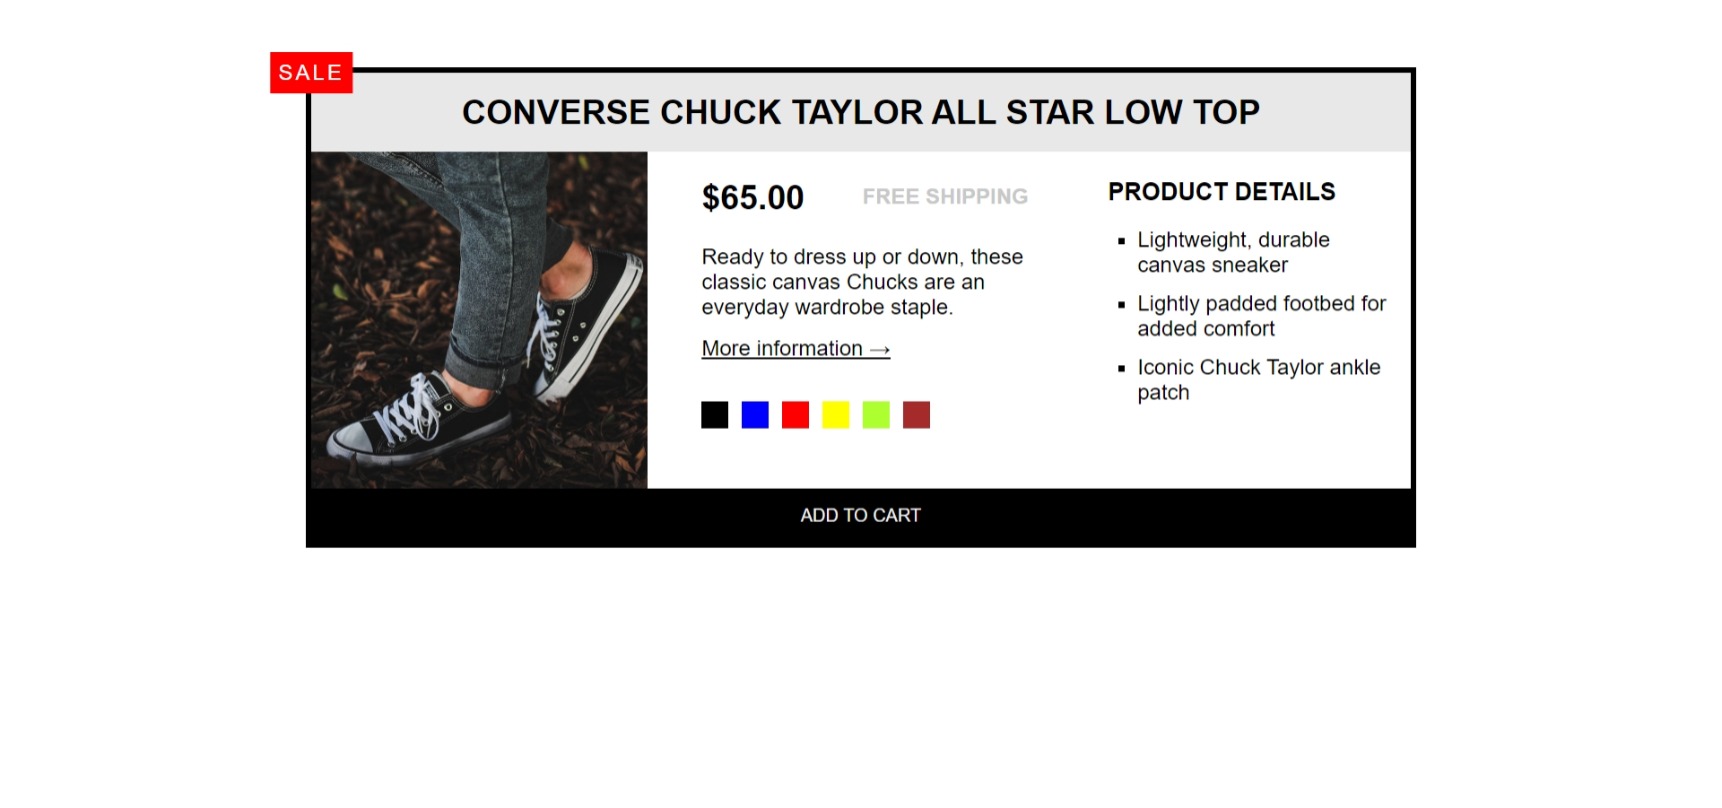 SALE
CONVERSE CHUCK TAYLOR ALL STAR LOW TOP
$65.00
FREE SHIPPING
Ready to dress up or down, these
classic canvas Chucks are an
everyday wardrobe staple.
More information →
PRODUCT DETAILS
Lightweight, durable
canvas sneaker
Lightly padded footbed for
added comfort
Iconic Chuck Taylor ankle
patch
ADD TO CART